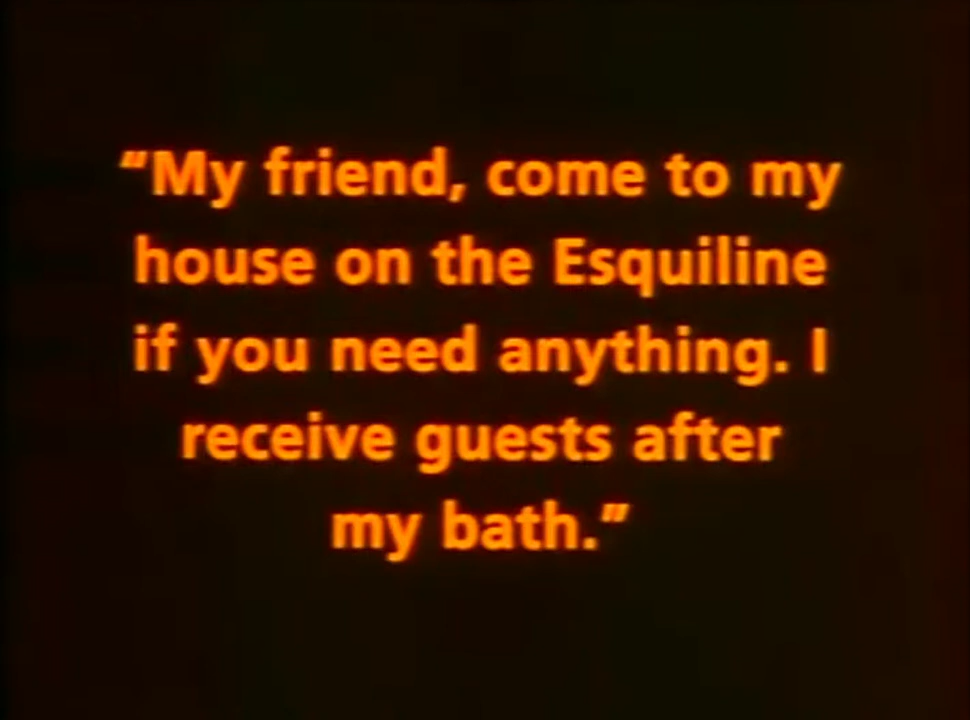 “My friend, come to my
house on the Esquiline
if you need anything. I
receive guests after
my bath.”